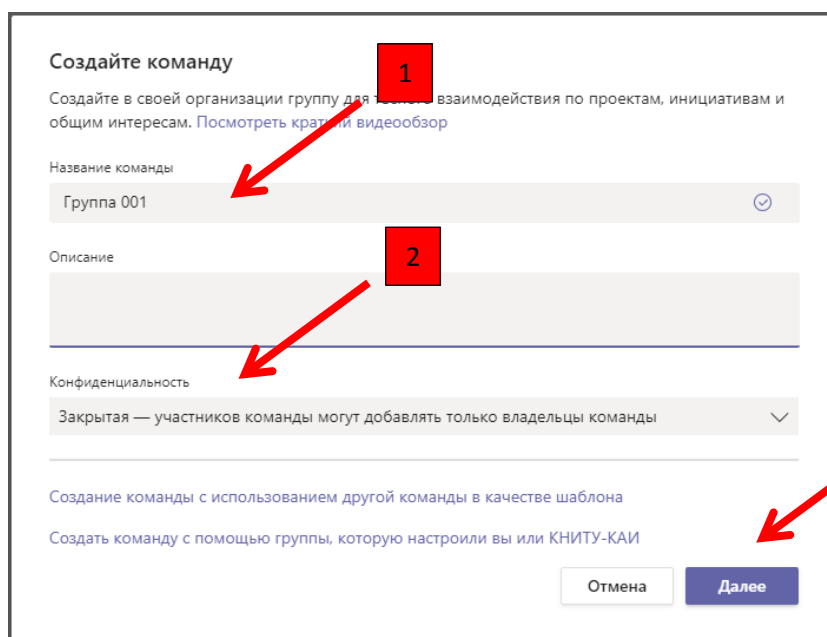 Создайте команду
1
Создайте в своей организации группу для взаимодействия по проектам, инициативам и
общим интересам. Посмотреть краткий видеообзор
Название команды
Группа 001
2
Описание
Конфиденциальность
Закрытая — участников команды могут добавлять только владельцы команды
Создание команды с использованием другой команды в качестве шаблона
Создать команду с помощью группы, которую настроили вы или КНИТУ-КАИ
Отмена
Далее